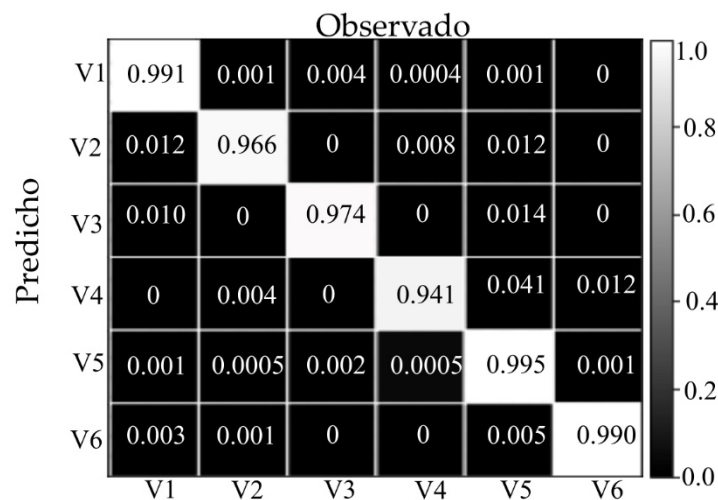 Observado
V1 0.991 0.001 0.004 0.0004 0.001 0 1.0
V2 0.012 0.966 0 0.008 0.012 0 0.8
V3 0.010 0 0.974 0 0.014 0 0.6
Predicho
V4 0 0.004 0 0.941 0.041 0.012 0.4
V5 0.001 0.0005 0.002 0.0005 0.995 0.001 0.2
V6 0.003 0.001 0 0 0.005 0.990 0.0
V1 V2 V3 V4 V5 V6